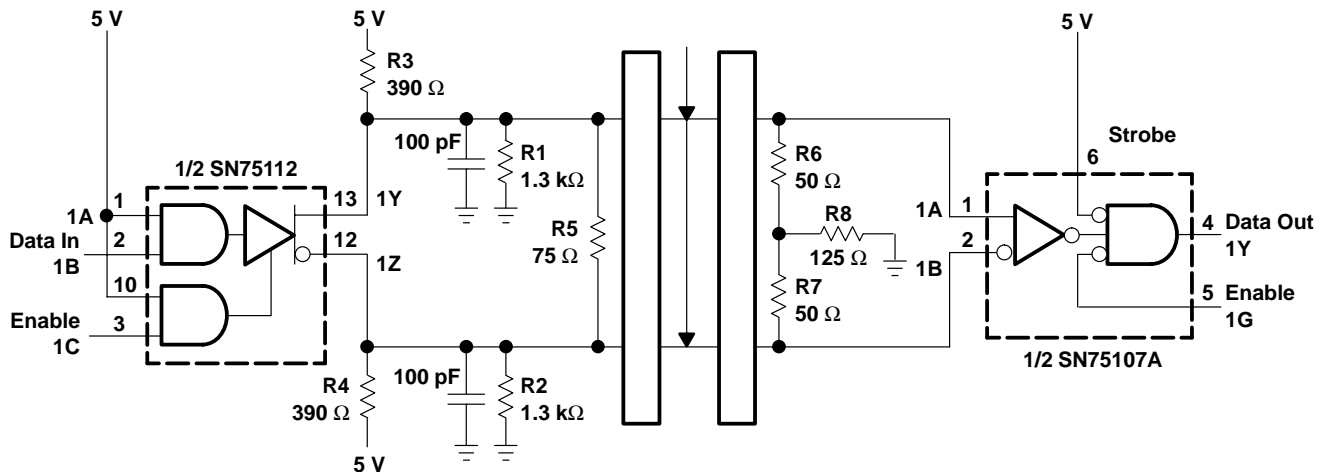 5 V
5 V
5 V
R3
390 Ω
Strobe
6
100 pF
R1
1.3 kΩ
R6
50 Ω
1/2 SN75112
1
13
1Y
1A
R5
75 Ω
R8
125 Ω
1A
1
4
Data Out
1Y
Data In
1B
2
12
1Z
1B
2
10
R7
50 Ω
5
Enable
1G
Enable
1C
3
1/2 SN75107A
R4
390 Ω
100 pF
R2
1.3 kΩ
5 V